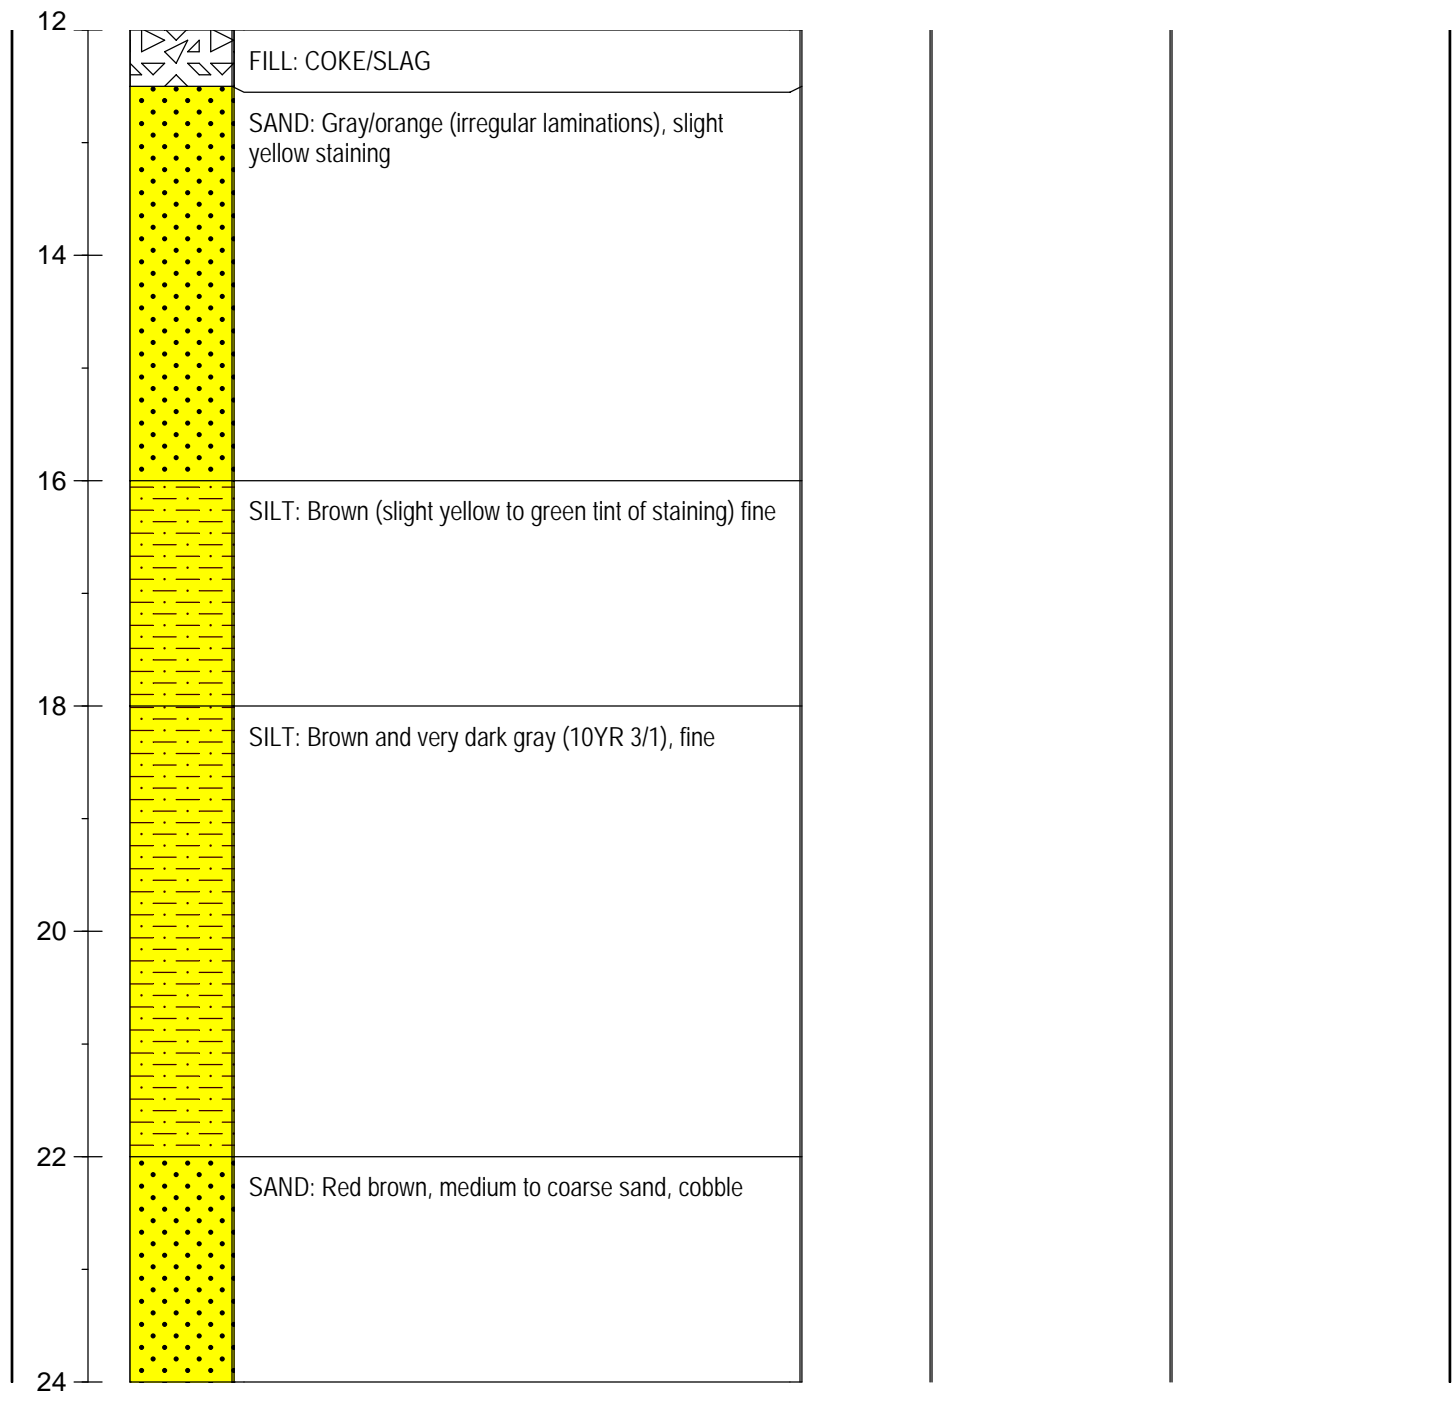 12
FILL: COKE/SLAG
SAND: Gray/orange (irregular laminations), slight
yellow staining
14
16
SILT: Brown (slight yellow to green tint of staining) fine
18
SILT: Brown and very dark gray (10YR 3/1), fine
20
22
SAND: Red brown, medium to coarse sand, cobble
24